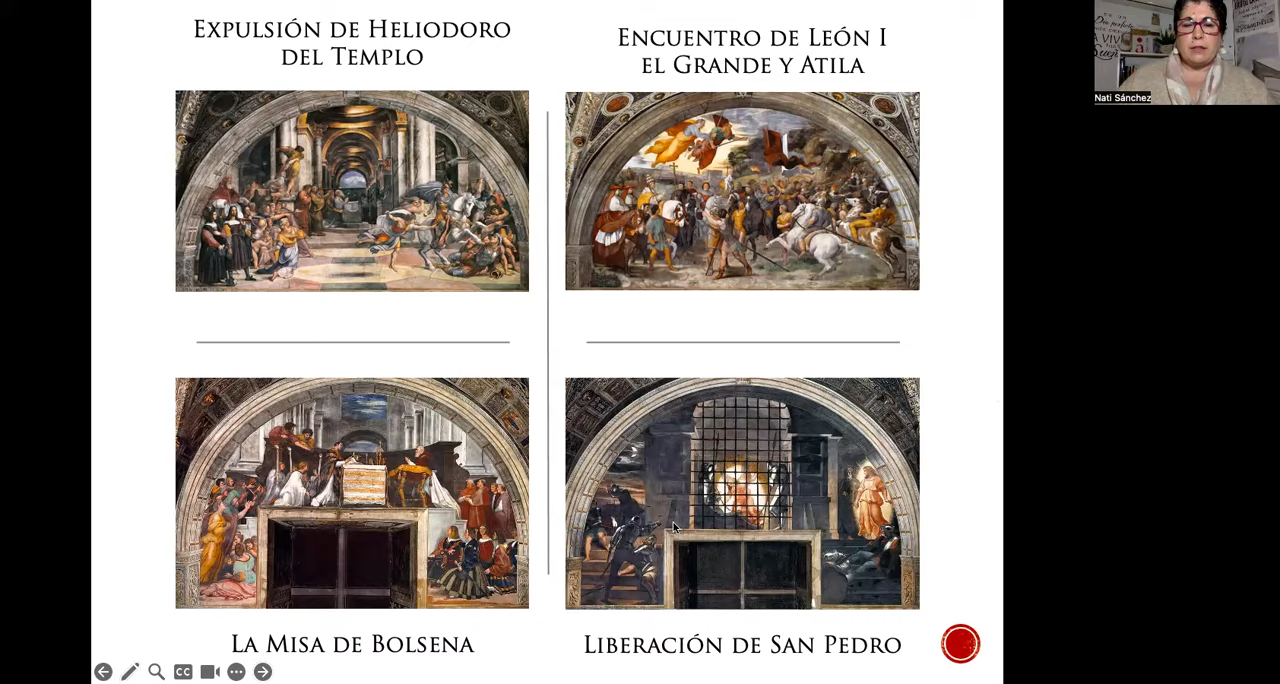 EXPULSIÓN DE HELIODORO
DEL TEMPLO
ENCUENTRO DE LEÓN I
EL GRANDE Y ATILA
LA MISA DE BOLSENA
LIBERACIÓN DE SAN PEDRO
Nati Sánchez
CC